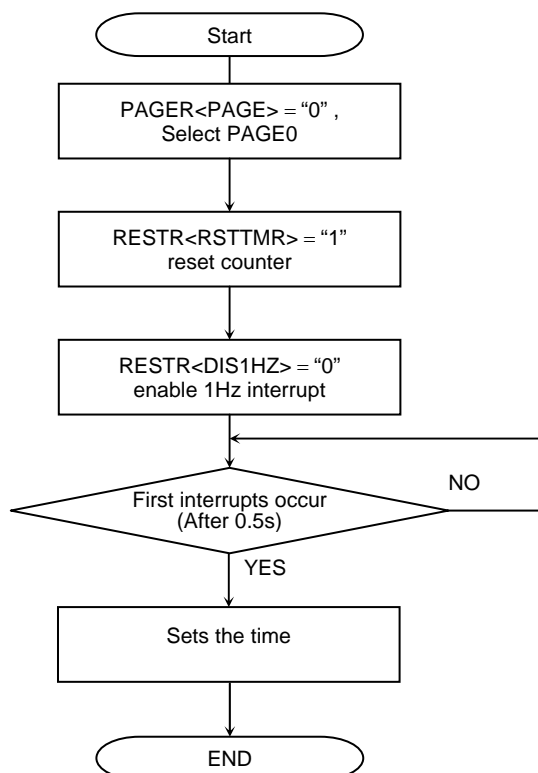 Start
PAGER<PAGE> = “0” ,
Select PAGE0
RESTR<RSTTMR> = “1”
reset counter
RESTR<DIS1HZ> = “0”
enable 1Hz interrupt
First interrupts occur
(After 0.5s)
NO
YES
Sets the time
END